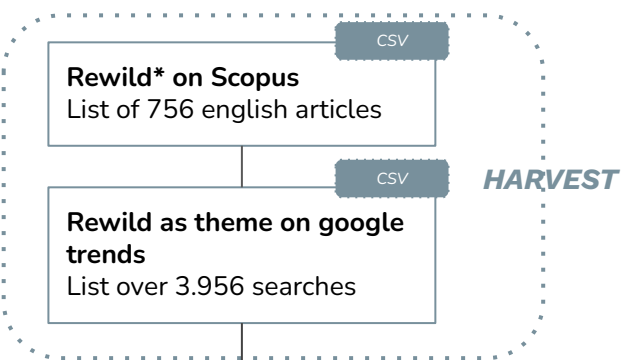 CSV
Rewild* on Scopus
List of 756 english articles
CSV
HARVEST
Rewild as theme on google
trends
List over 3.956 searches